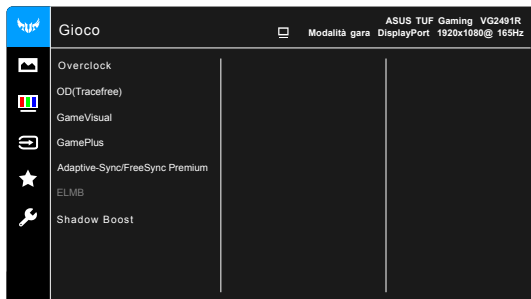 Gioco
ASUS TUF Gaming VG2491R
Modalità gara DisplayPort 1920x1080@ 165Hz
Overclock
OD(Tracefree)
GameVisual
GamePlus
Adaptive-Sync/FreeSync Premium
ELMB
Shadow Boost